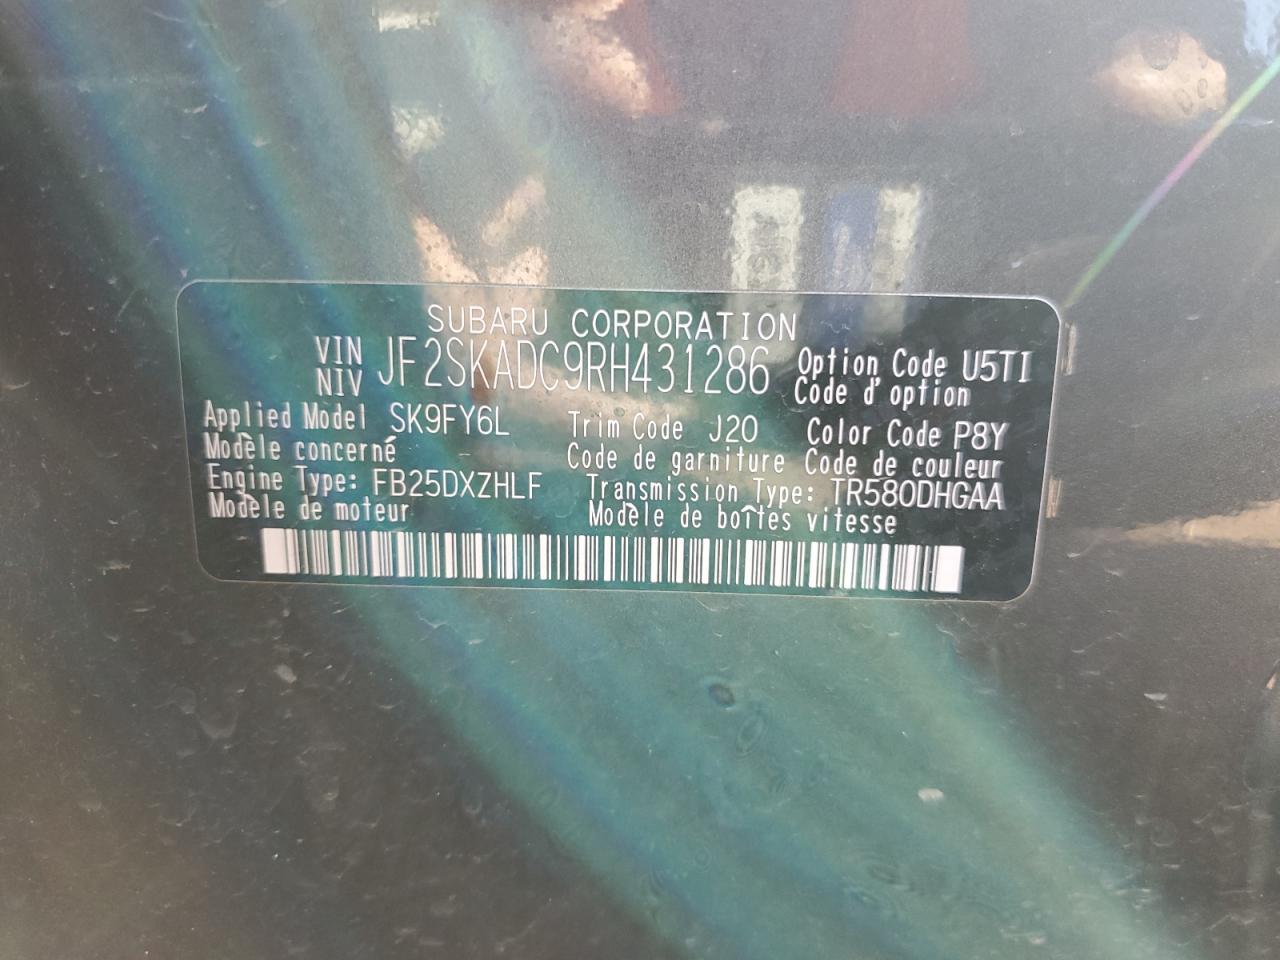 SUBARU CORPORATION
VIN JF2SKADC9RH431286 Option Code U5TI
NIV Code d'option
Applied Model SK9FY6L Trim Code J20 Color Code P8Y
Modèle concerné Code de garniture Code de couleur
Engine Type: FB25DXZHLF Transmission Type: TR580DHGAA
Modèle de moteur Modèle de boîtes vitesse